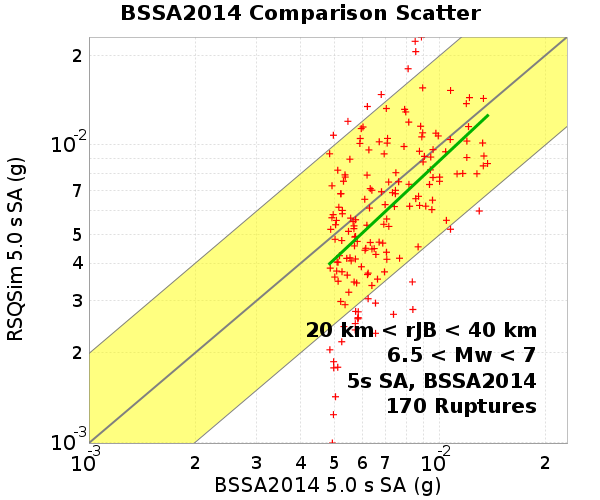 BSSA2014 Comparison Scatter
RSQSim 5.0 s SA (g)
2
10-2
7
5
4
3
2
10-3
20 km < rJB < 40 km
6.5 < Mw < 7
5s SA, BSSA2014
170 Ruptures
10-3 2 3 4 5 6 7 10-2 2
BSSA2014 5.0 s SA (g)